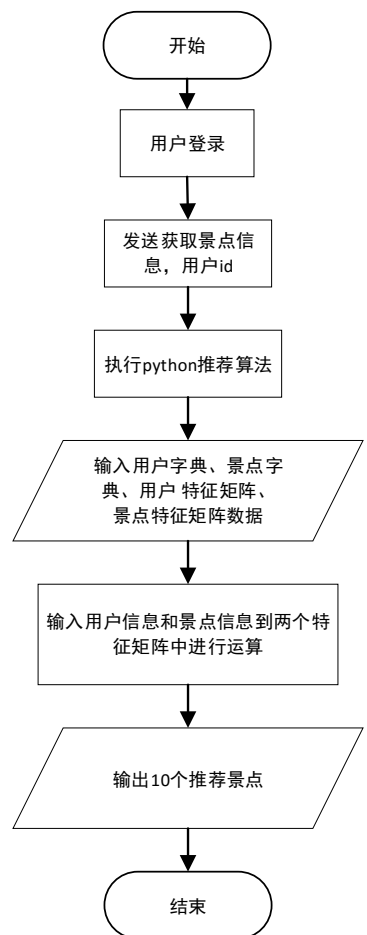 开始
用户登录
发送获取景点信
息，用户id
执行python推荐算法
输入用户字典、景点字
典、用户 特征矩阵、
景点特征矩阵数据
输入用户信息和景点信息到两个特
征矩阵中进行运算
输出10个推荐景点
结束